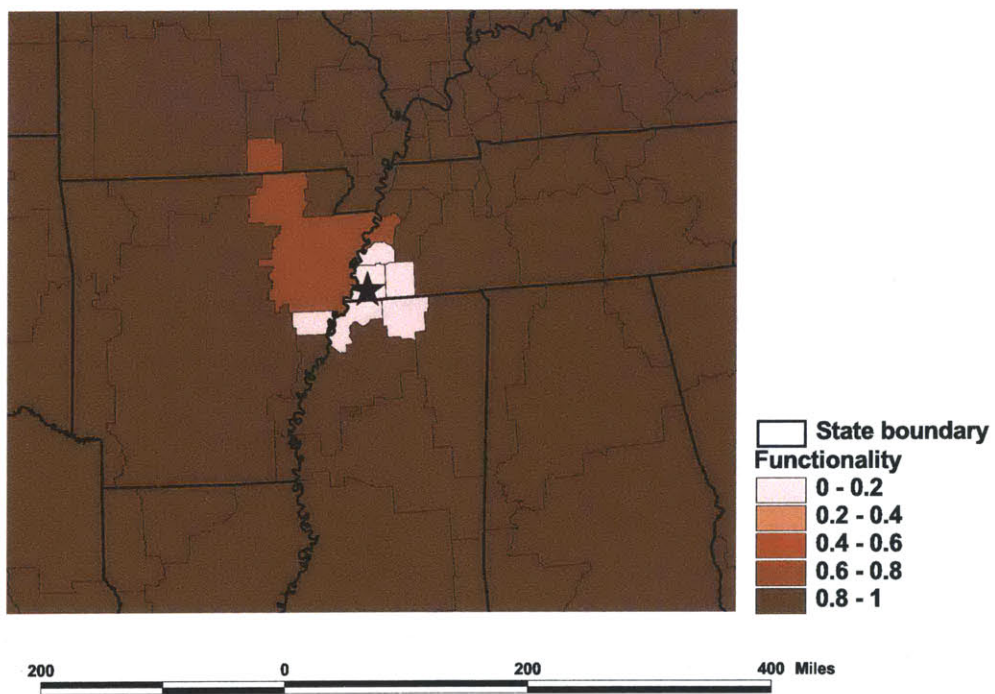 State boundary
Functionality
0 - 0.2
0.2 - 0.4
0.4 - 0.6
0.6 - 0.8
0.8 - 1
200 0 200 400 Miles